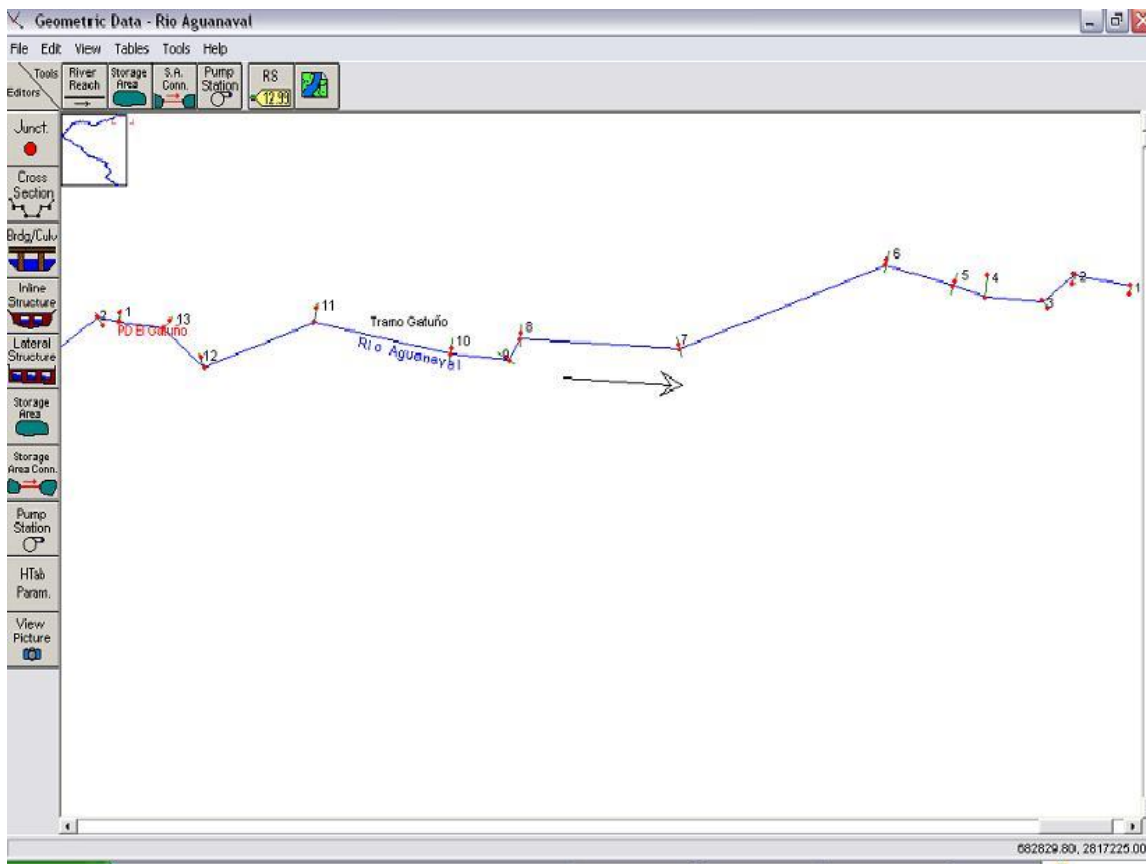 Geometric Data - Rio Aguanaval
File Edit View Tables Tools Help
Tools
Editors
River
Reach
Storage
Area
S.A.
Conn.
Pump
Station
RS
12.99
Junct.
Cross
Section
Brdg/Culv
Inline
Structure
Lateral
Structure
Storage
Area
Storage
Area Conn.
Pump
Station
HTab
Param.
View
Picture
6
5
4
2
1
3
2
1
13
PD El Gatuño
11
Tramo Gatuño
12
10
Río Aguanaval
9
8
7
682829.80, 2817225.00